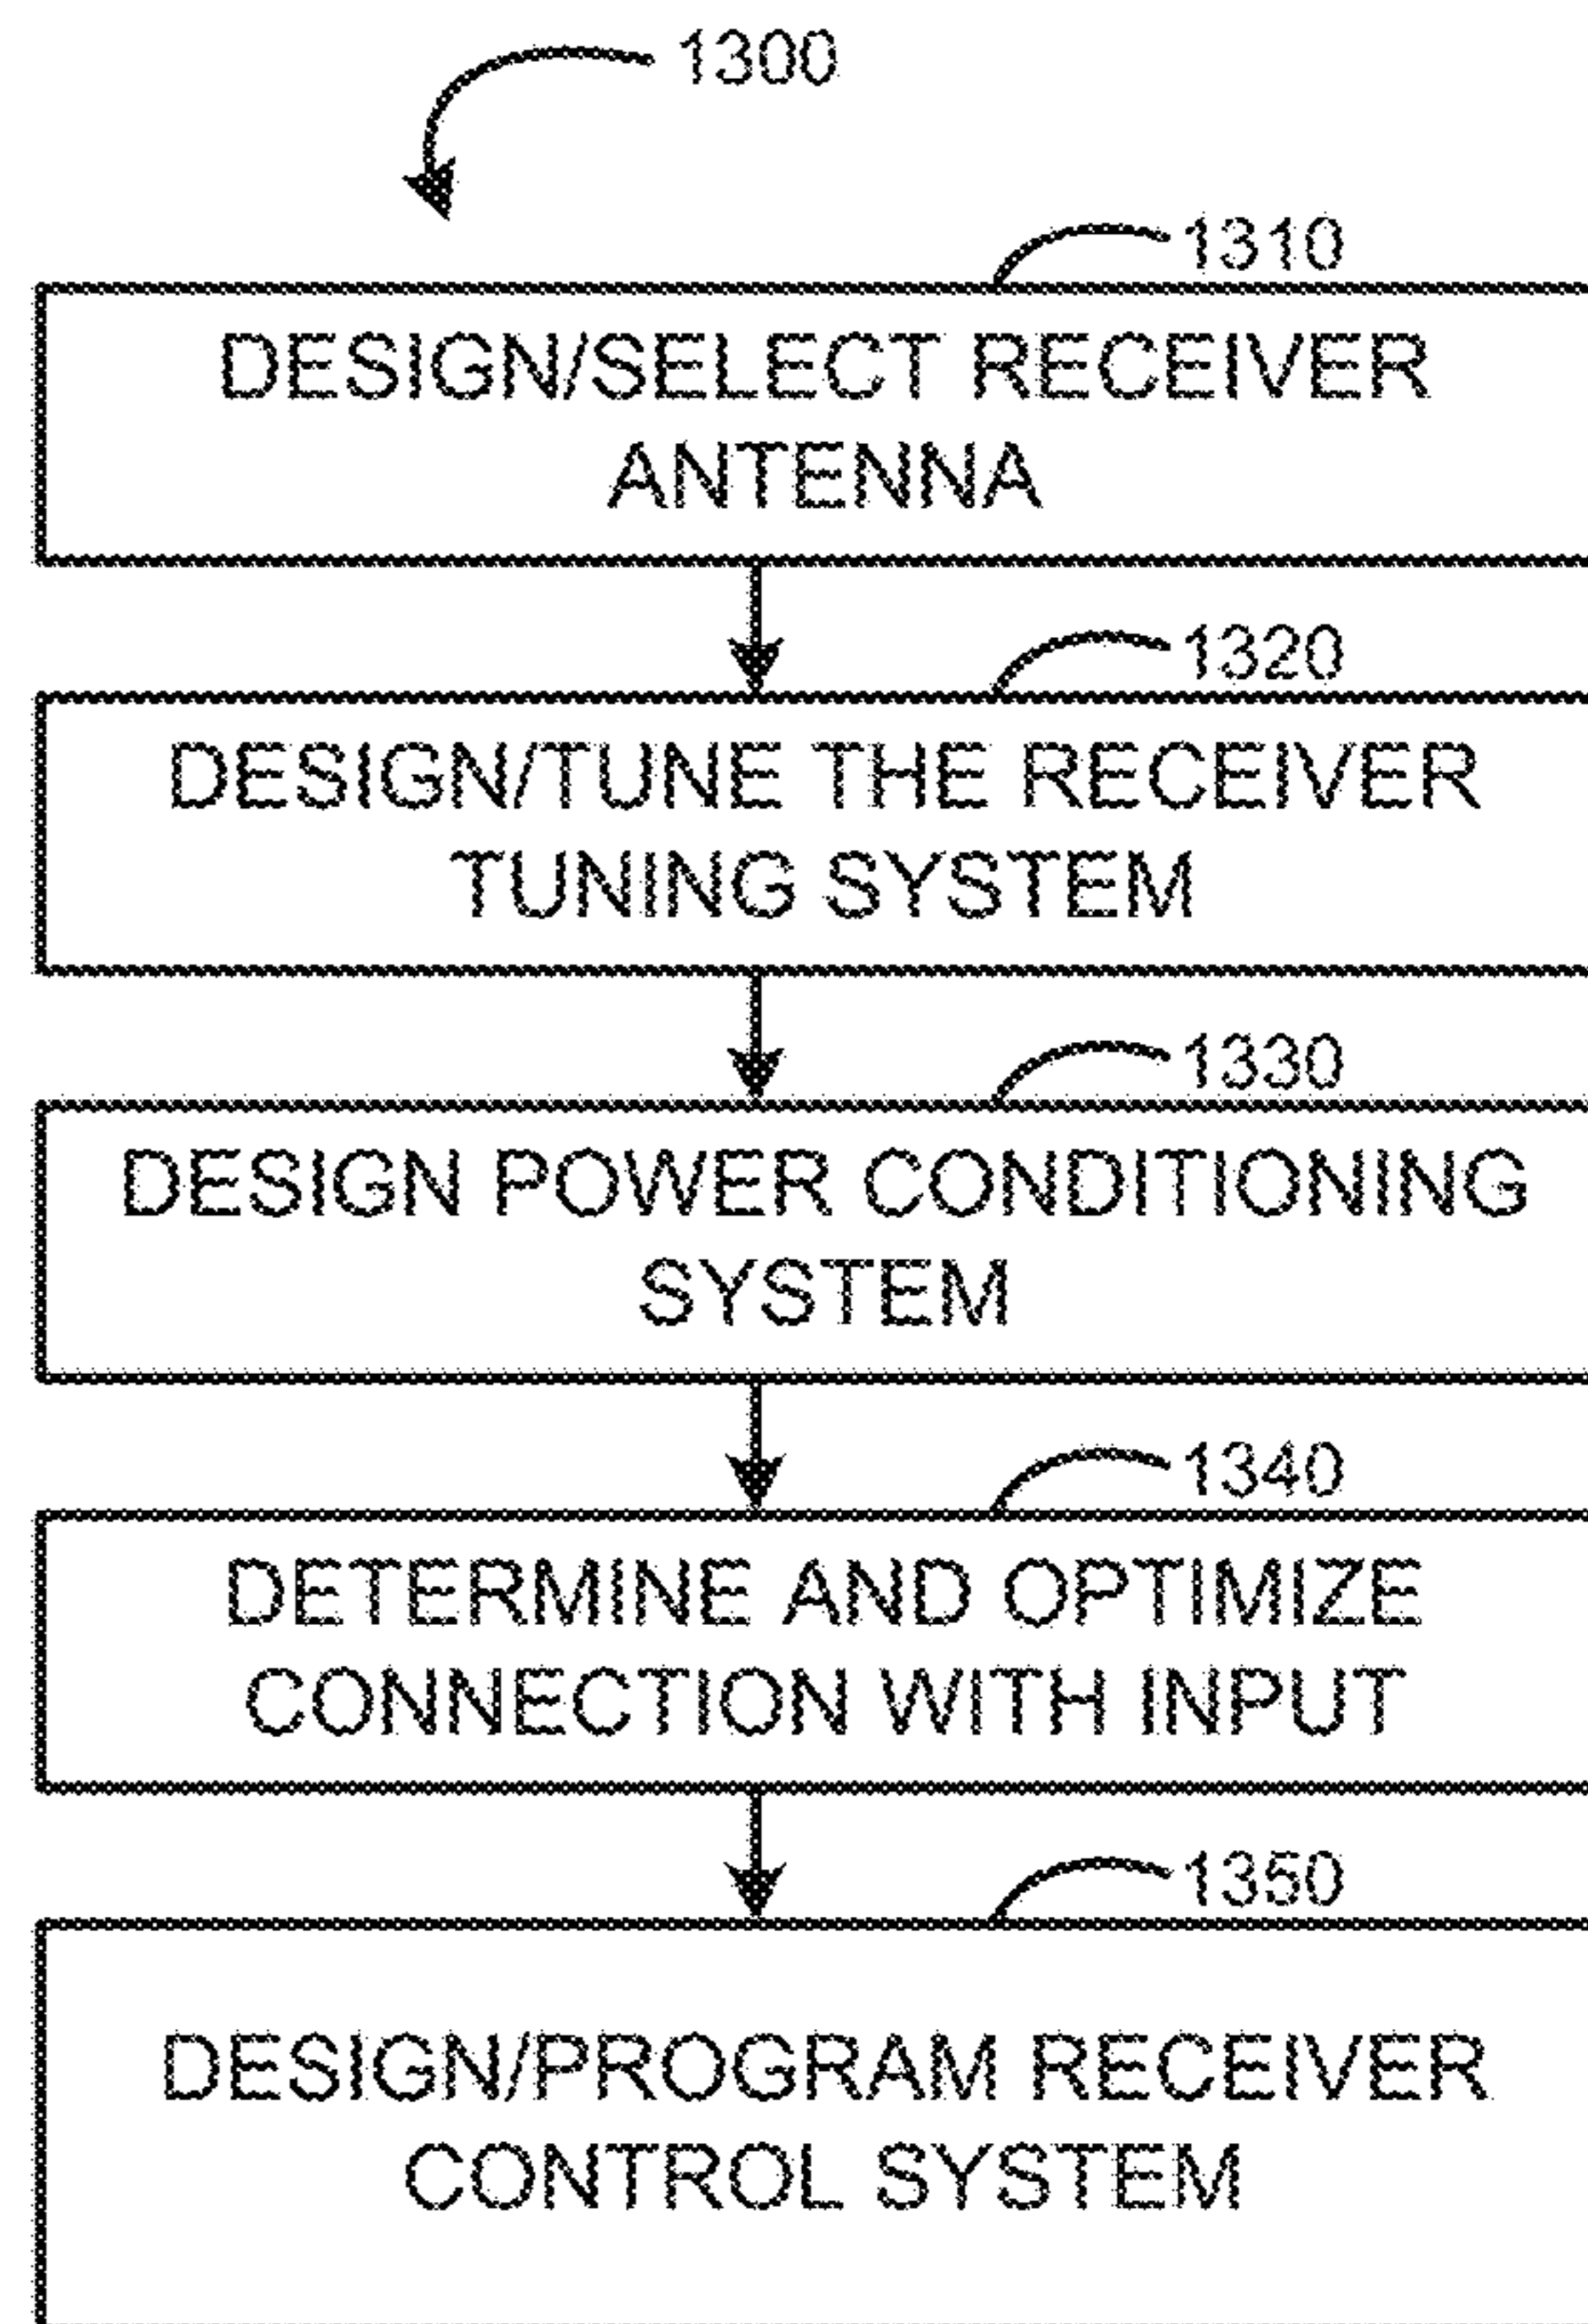 1300
1310
DESIGN/SELECT RECEIVER
ANTENNA
1320
DESIGN/TUNE THE RECEIVER
TUNING SYSTEM
1330
DESIGN POWER CONDITIONING
SYSTEM
1340
DETERMINE AND OPTIMIZE
CONNECTION WITH INPUT
1350
DESIGN/PROGRAM RECEIVER
CONTROL SYSTEM